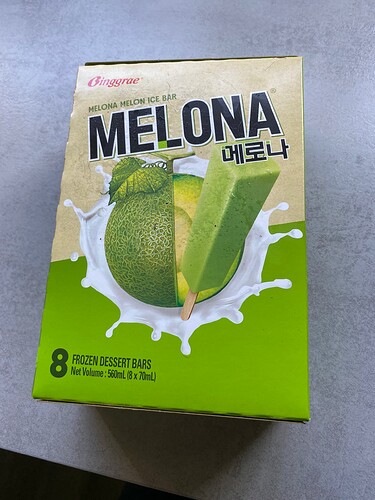 Binggrae
MELONA MELON ICE BAR
MELONA®
메로나
8 FROZEN DESSERT BARS
Net Volume : 560mL (8 x 70mL)